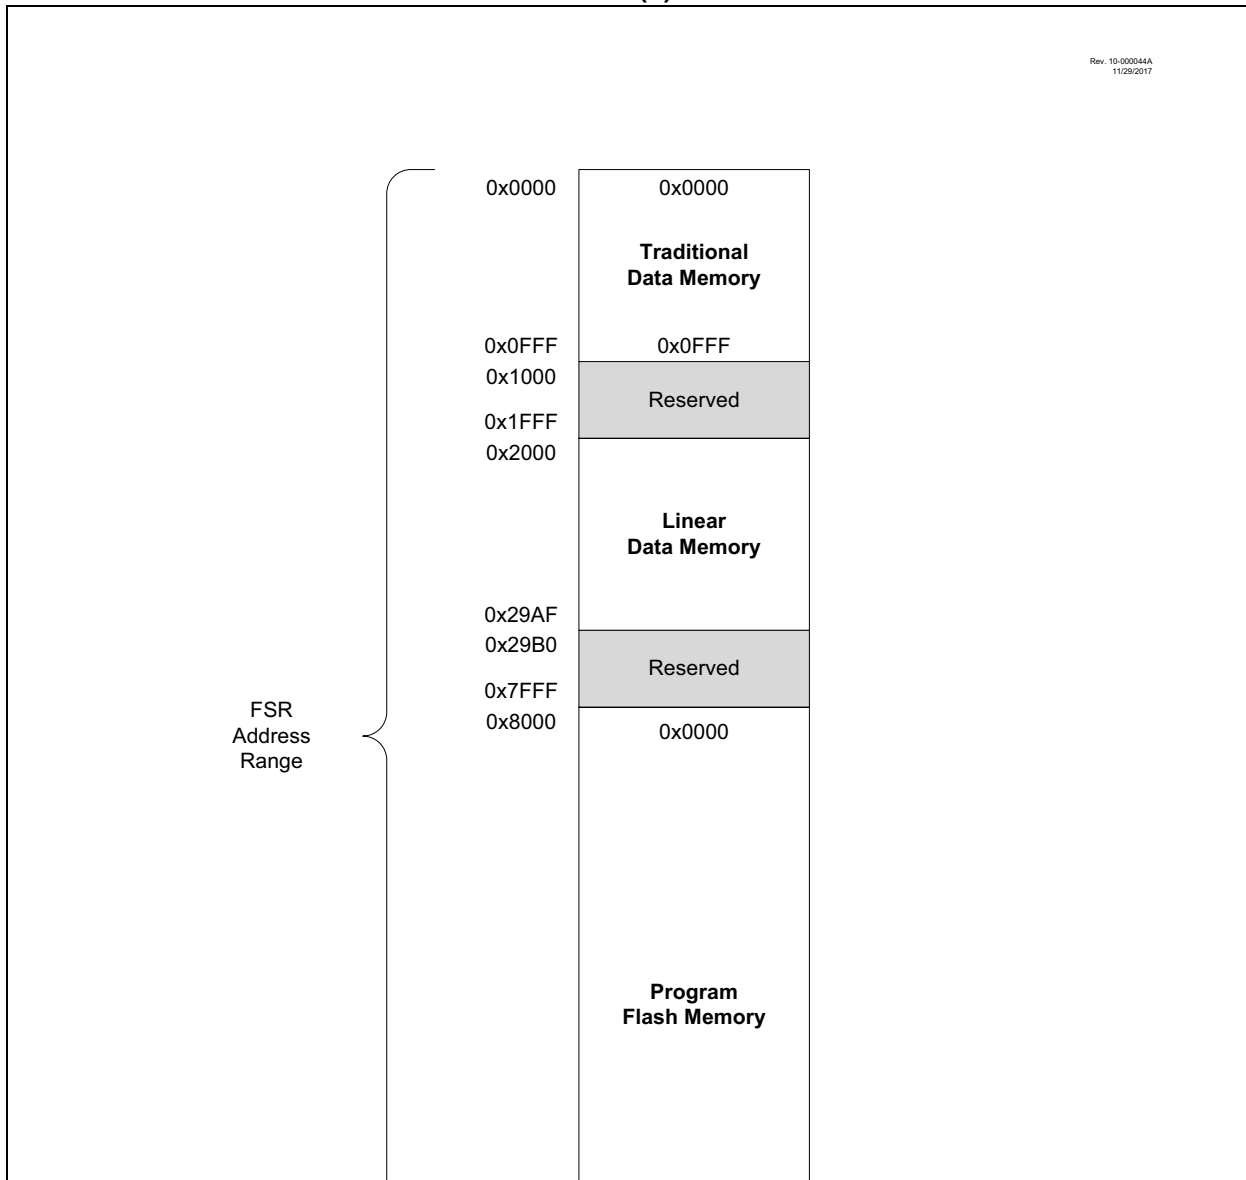 Rev. 10-000044A
11/29/2017
0x0000 0x0000
Traditional
Data Memory
0x0FFF 0x0FFF
0x1000
Reserved
0x1FFF
0x2000
Linear
Data Memory
0x29AF
0x29B0
Reserved
0x7FFF
0x8000 0x0000
FSR
Address
Range
Program
Flash Memory